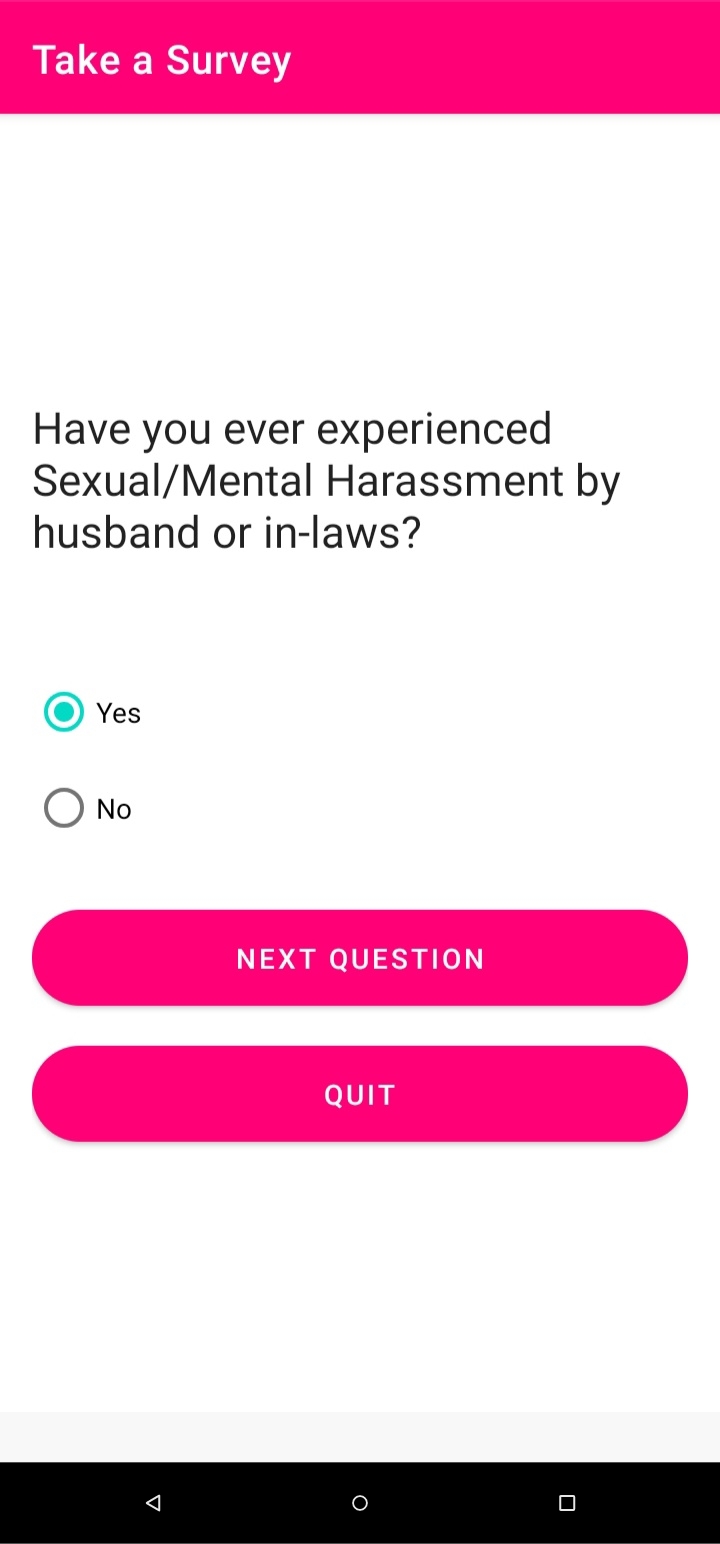 Take a Survey
Have you ever experienced
Sexual/Mental Harassment by
husband or in-laws?
Yes
No
NEXT QUESTION
QUIT